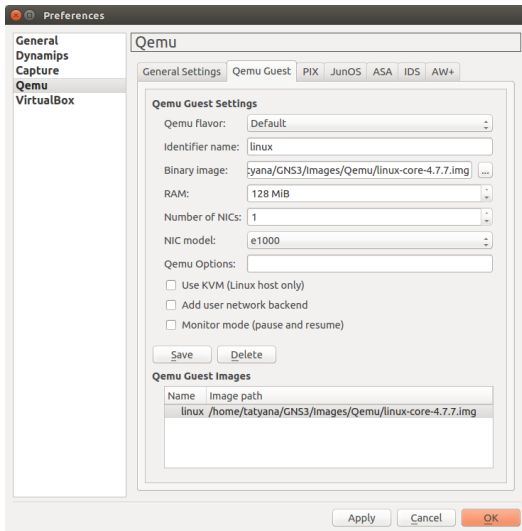 Preferences
General
Dynamips
Capture
Qemu
VirtualBox
Qemu
General Settings Qemu Guest PIX JunOS ASA IDS AW+
Qemu Guest Settings
Qemu flavor: Default
Identifier name: linux
Binary image: :yana/GNS3/Images/Qemu/linux-core-4.7.7.img ...
RAM: 128 MiB
Number of NICs: 1
NIC model: e1000
Qemu Options:
Use KVM (Linux host only)
Add user network backend
Monitor mode (pause and resume)
Save Delete
Qemu Guest Images
Name Image path
linux /home/tatyana/GNS3/Images/Qemu/linux-core-4.7.7.img
Apply Cancel OK